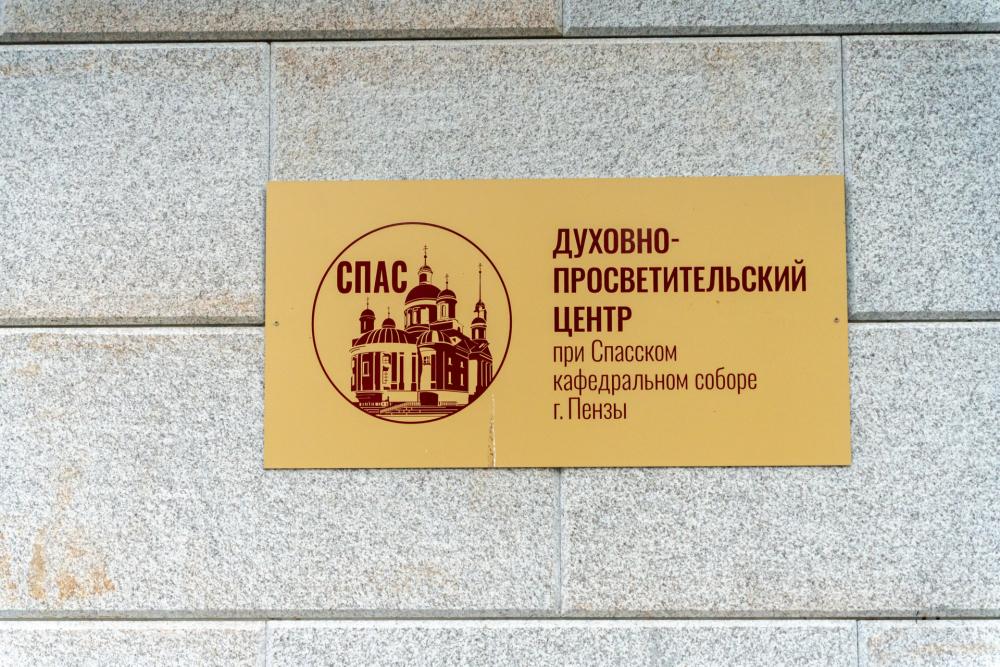 СПАС
ДУХОВНО-
ПРОСВЕТИТЕЛЬСКИЙ
ЦЕНТР
при Спасском
кафедральном соборе
г. Пензы